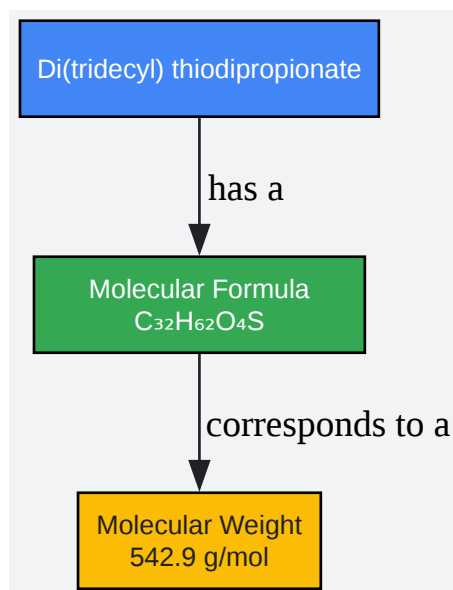 Di(tridecyl) thiodipropionate
has a
Molecular Formula
C₃₂H₆₂O₄S
corresponds to a
Molecular Weight
542.9 g/mol